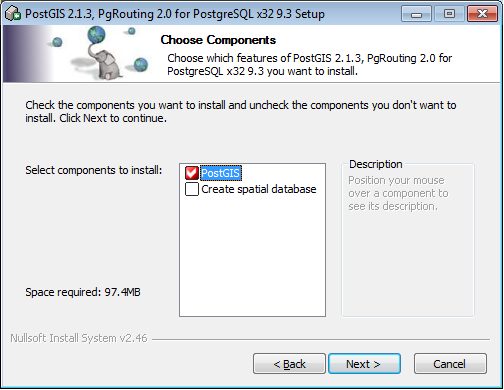 PostGIS 2.1.3, PgRouting 2.0 for PostgreSQL x32 9.3 Setup
Choose Components
Choose which features of PostGIS 2.1.3, PgRouting 2.0 for
PostgreSQL x32 9.3 you want to install.
Check the components you want to install and uncheck the components you don't want to
install. Click Next to continue.
Select components to install:
PostGIS
Create spatial database
Description
Position your mouse
over a component to
see its description.
Space required: 97.4MB
Nullsoft Install System v2.46
< Back
Next >
Cancel